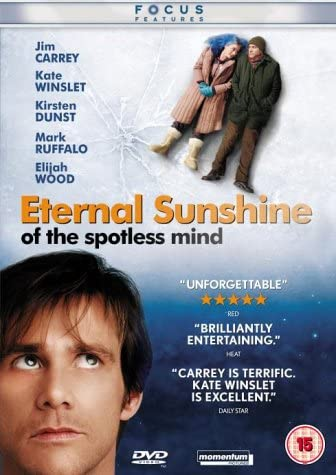 FOCUS
FEATURES
Jim
CARREY
Kate
WINSLET
Kirsten
DUNST
Mark
RUFFALO
Elijah
WOOD
Eternal Sunshine
of the spotless mind
"UNFORGETTABLE"
★★★★★
RED
"BRILLIANTLY
ENTERTAINING."
HEAT
"CARREY IS TERRIFIC.
KATE WINSLET
IS EXCELLENT."
DAILY STAR
DVD
VIDEO
momentum
PICTURES
15